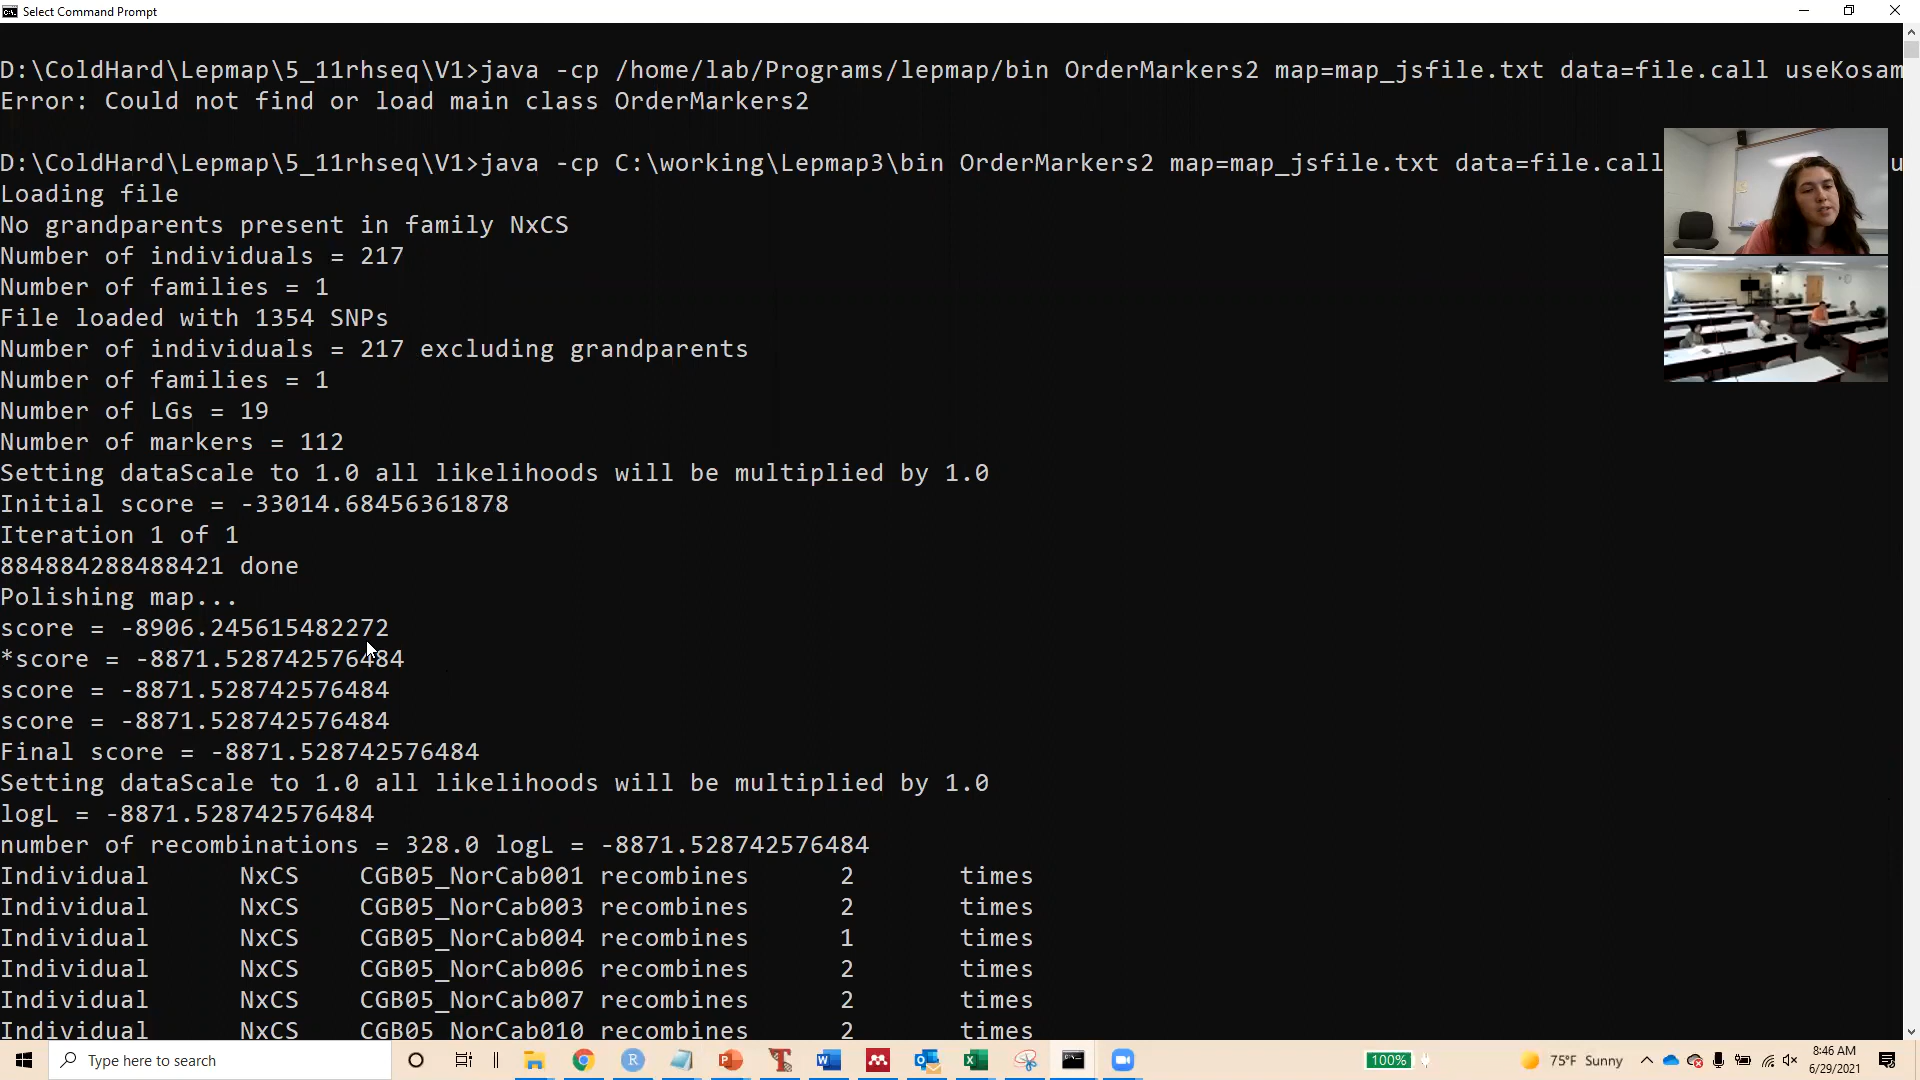 Select Command Prompt
D:\ColdHard\Lepmap\5_11rhseq\V1>java -cp /home/lab/Programs/lepmap/bin OrderMarkers2 map=map_jsfile.txt data=file.call useKosam
Error: Could not find or load main class OrderMarkers2
D:\ColdHard\Lepmap\5_11rhseq\V1>java -cp C:\working\Lepmap3\bin OrderMarkers2 map=map_jsfile.txt data=file.call u
Loading file
No grandparents present in family NxCS
Number of individuals = 217
Number of families = 1
File loaded with 1354 SNPs
Number of individuals = 217 excluding grandparents
Number of families = 1
Number of LGs = 19
Number of markers = 112
Setting dataScale to 1.0 all likelihoods will be multiplied by 1.0
Initial score = -33014.68456361878
Iteration 1 of 1
884884288488421 done
Polishing map...
score = -8906.245615482272
*score = -8871.528742576484
score = -8871.528742576484
score = -8871.528742576484
Final score = -8871.528742576484
Setting dataScale to 1.0 all likelihoods will be multiplied by 1.0
logL = -8871.528742576484
number of recombinations = 328.0 logL = -8871.528742576484
Individual NxCS CGB05_NorCab001 recombines 2 times
Individual NxCS CGB05_NorCab003 recombines 2 times
Individual NxCS CGB05_NorCab004 recombines 1 times
Individual NxCS CGB05_NorCab006 recombines 2 times
Individual NxCS CGB05_NorCab007 recombines 2 times
Individual NxCS CGB05_NorCab010 recombines 2 times
Type here to search
100%
75°F Sunny
8:46 AM
6/29/2021